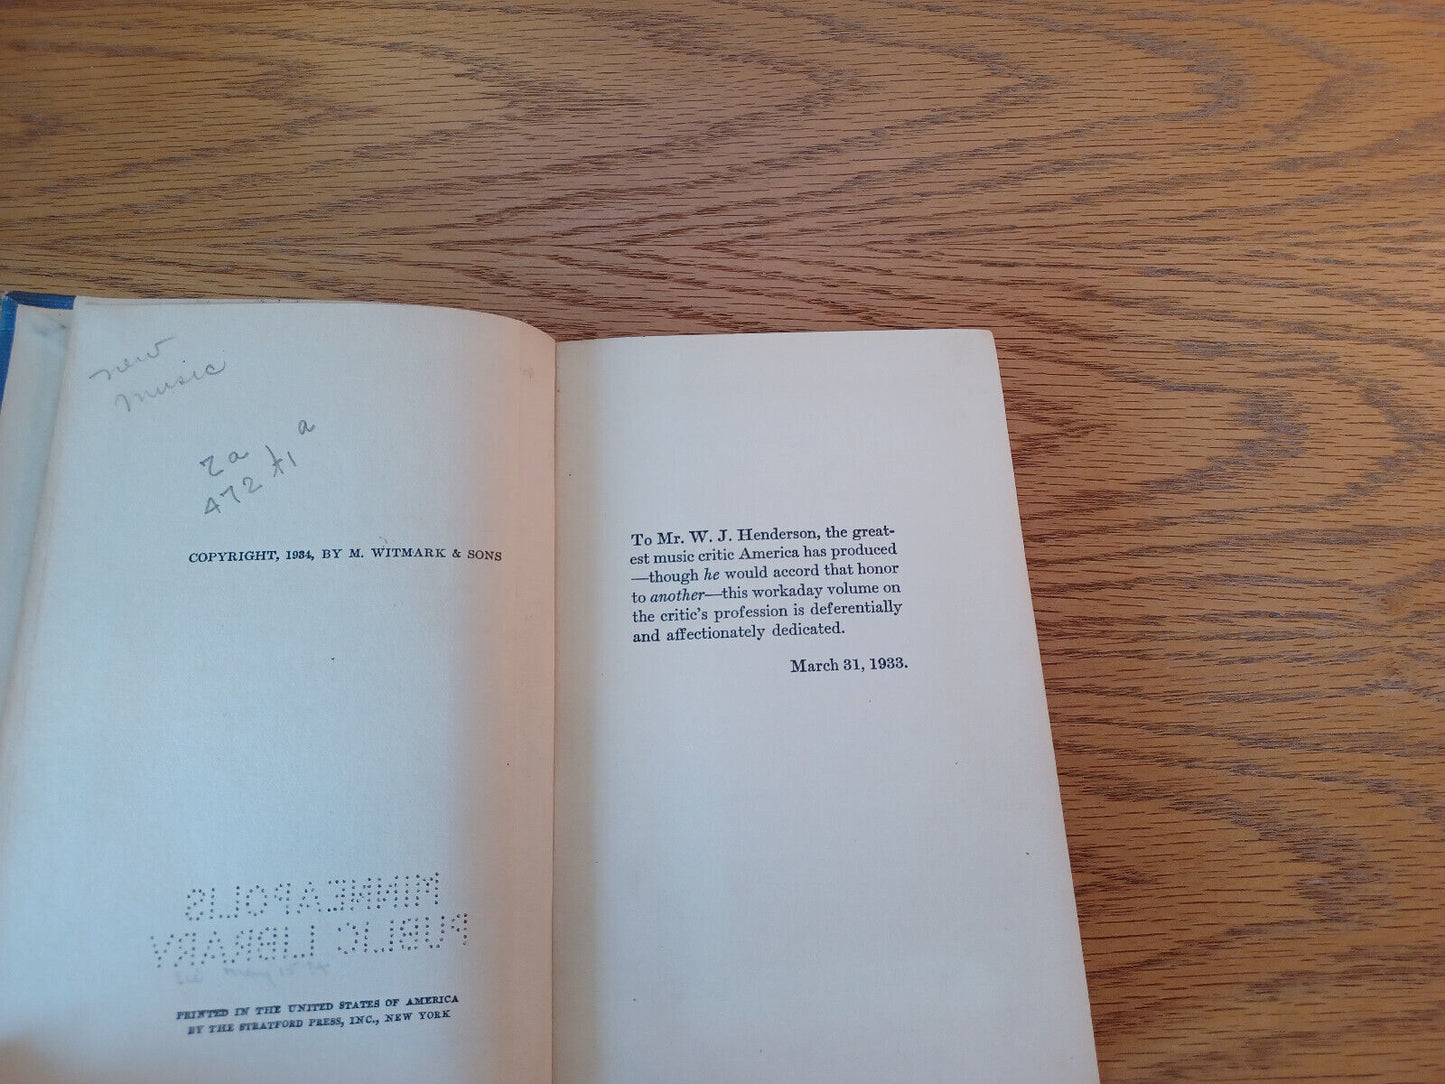 new
music
COPYRIGHT, 1934, BY M. WITMARK & SONS
MINNEAPOLIS
PUBLIC LIBRARY
PRINTED IN THE UNITED STATES OF AMERICA
BY THE STRATFORD PRESS, INC., NEW YORK
To Mr. W. J. Henderson, the great-
est music critic America has produced
—though he would accord that honor
to another—this workaday volume on
the critic's profession is deferentially
and affectionately dedicated.
March 31, 1933.